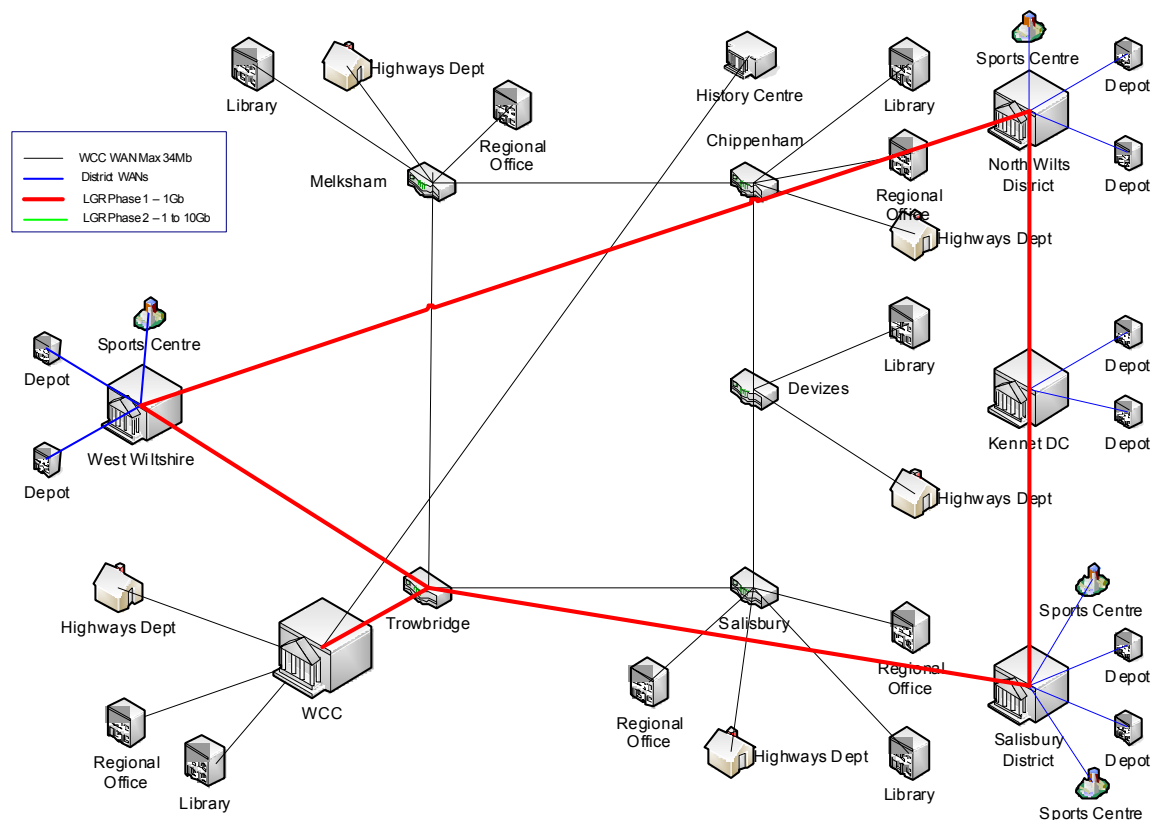 Sports Centre
Highways Dept
Library
History Centre
Library
Depot
Regional
Office
Chippenham
WCC WAN Max 34Mb
District WANs
LGR Phase 1 – 1Gb
LGR Phase 2 – 1 to 10Gb
Melksham
North Wilts
District
Depot
Regional
Office
Highways Dept
Sports Centre
Depot
Library
Depot
Devizes
West Wiltshire
Kennet DC
Depot
Depot
Highways Dept
Highways Dept
Trowbridge
Salisbury
Sports Centre
Regional
Office
Depot
WCC
Regional
Office
Salisbury
District
Highways Dept
Depot
Regional
Office
Library
Library
Sports Centre